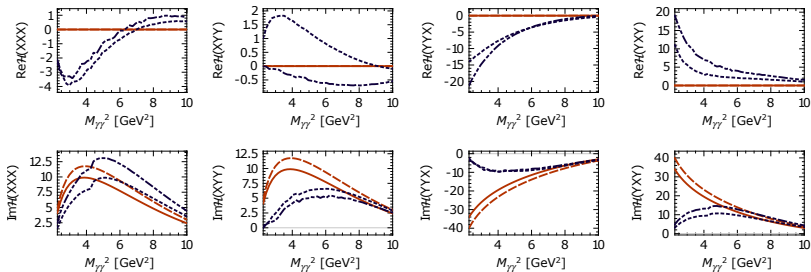 Reℋ(XXX) 1 0 −1 −2 −3 −4 4 6 8 10 M_γγ² [GeV²]
Reℋ(XYY) 1.5 1.0 0.5 0 −0.5 4 6 8 10 M_γγ² [GeV²]
Reℋ(YYX) 0 −5 −10 −15 −20 4 6 8 10 M_γγ² [GeV²]
Reℋ(YXY) 20 15 10 5 0 4 6 8 10 M_γγ² [GeV²]
Imℋ(XXX) 12.5 10 7.5 5 2.5 4 6 8 10 M_γγ² [GeV²]
Imℋ(XYY) 12.5 10 7.5 5 2.5 0 4 6 8 10 M_γγ² [GeV²]
Imℋ(YYX) 0 −10 −20 −30 −40 4 6 8 10 M_γγ² [GeV²]
Imℋ(YXY) 40 30 20 10 0 4 6 8 10 M_γγ² [GeV²]